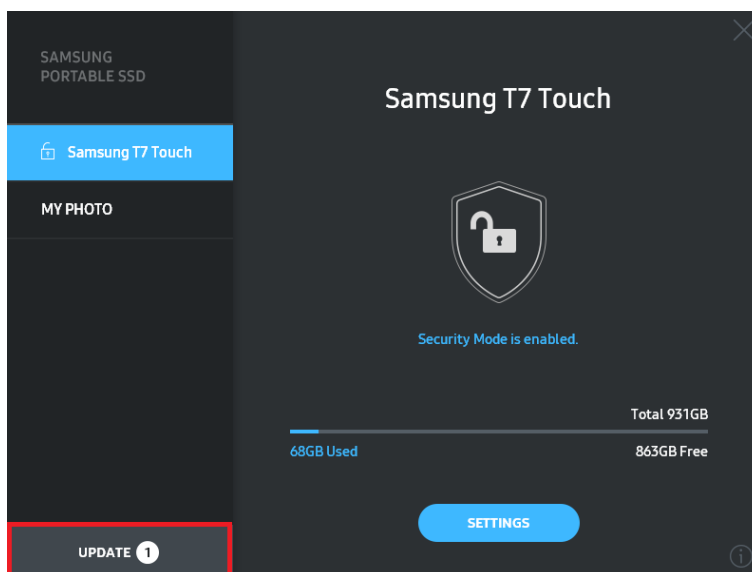 SAMSUNG
PORTABLE SSD
Samsung T7 Touch
MY PHOTO
UPDATE 1
Samsung T7 Touch
Security Mode is enabled.
Total 931GB
68GB Used 863GB Free
SETTINGS